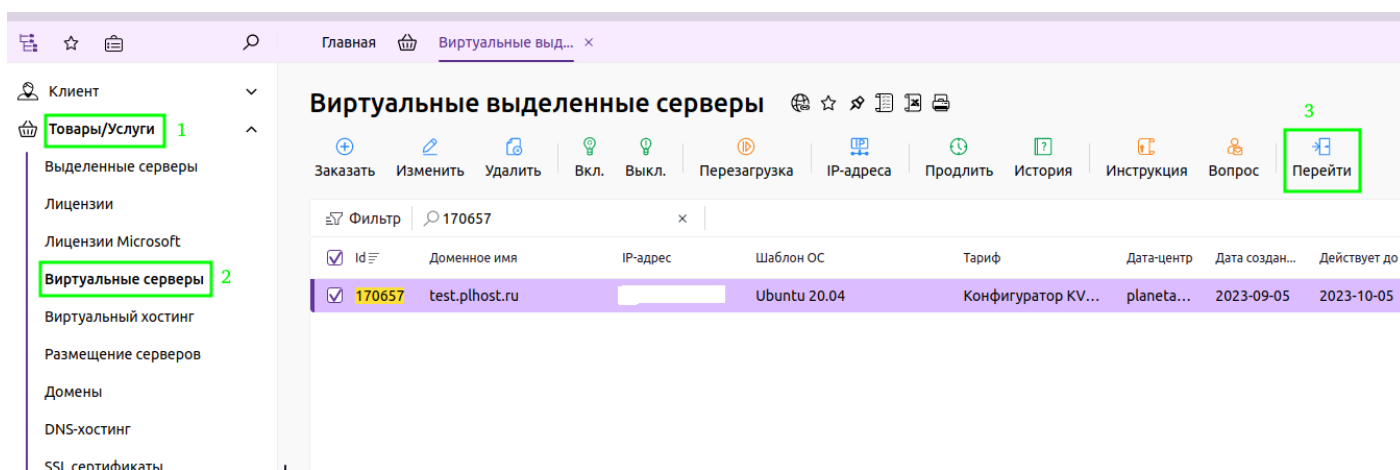 Главная Виртуальные выд... ×
Клиент
Товары/Услуги 1
Выделенные серверы
Лицензии
Лицензии Microsoft
Виртуальные серверы 2
Виртуальный хостинг
Размещение серверов
Домены
DNS-хостинг
SSL сертификаты
Виртуальные выделенные серверы
3
Заказать Изменить Удалить Вкл. Выкл. Перезагрузка IP-адреса Продлить История Инструкция Вопрос Перейти
Фильтр 170657 ×
Id Доменное имя IP-адрес Шаблон ОС Тариф Дата-центр Дата создан... Действует до
170657 test.plhost.ru Ubuntu 20.04 Конфигуратор KV... planeta... 2023-09-05 2023-10-05